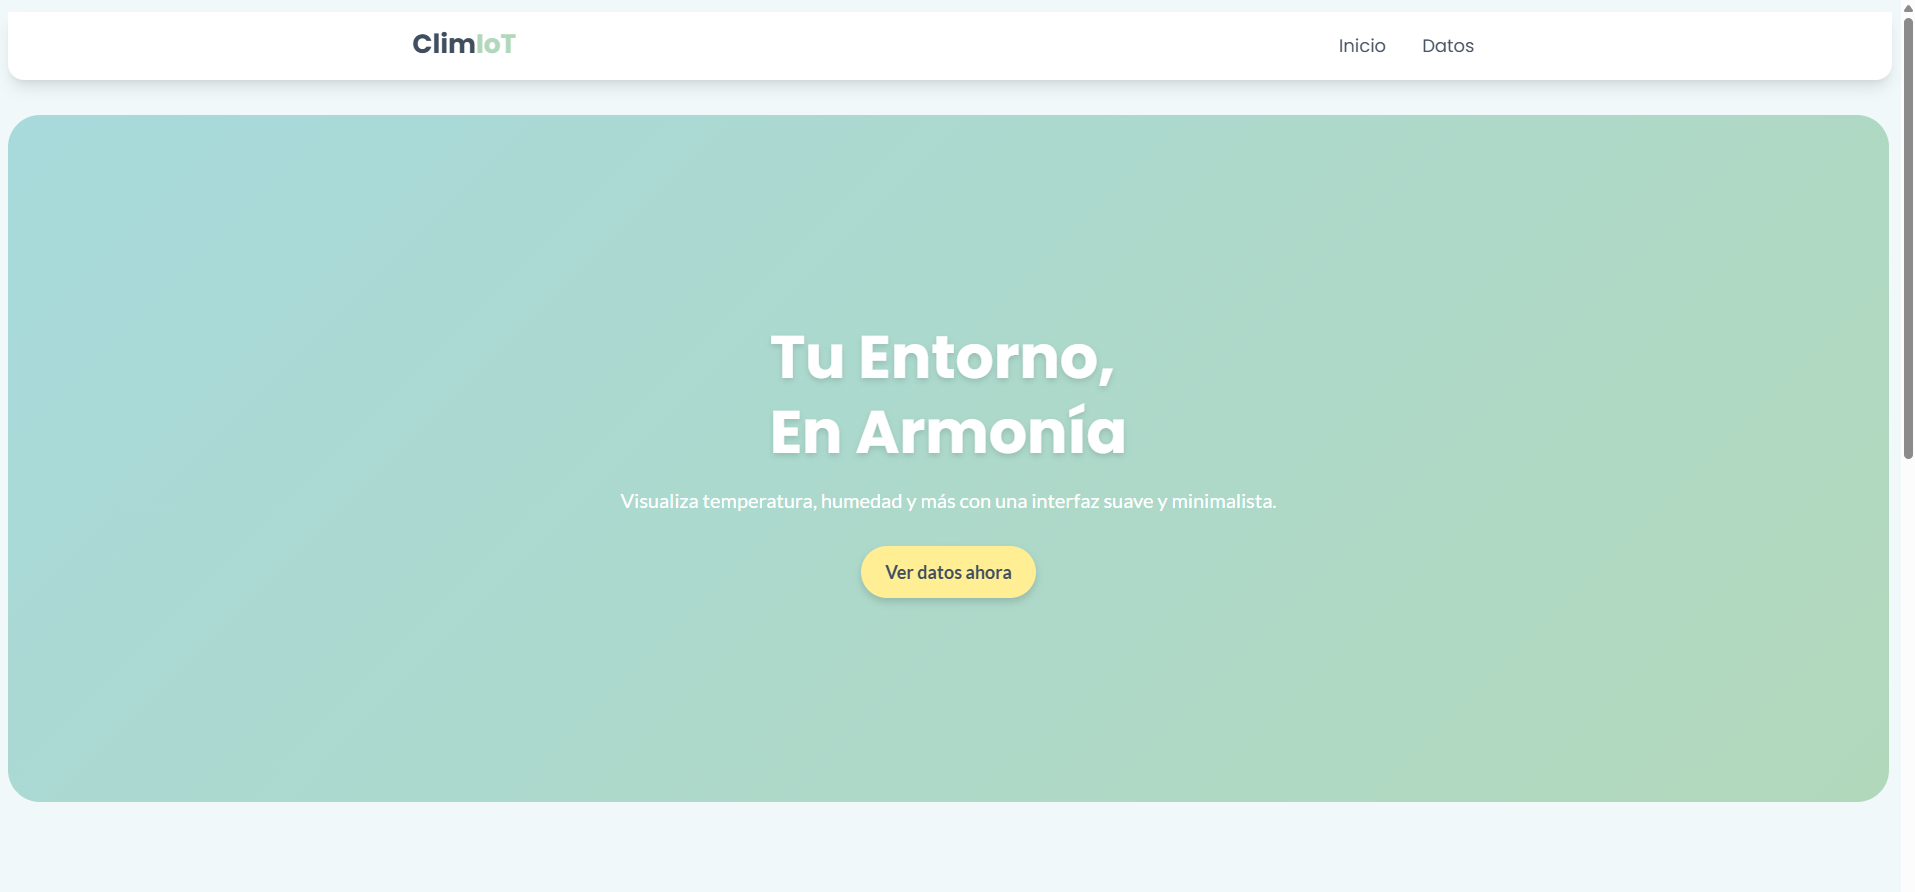 ClimIoT
Inicio Datos
Tu Entorno,
En Armonía
Visualiza temperatura, humedad y más con una interfaz suave y minimalista.
Ver datos ahora